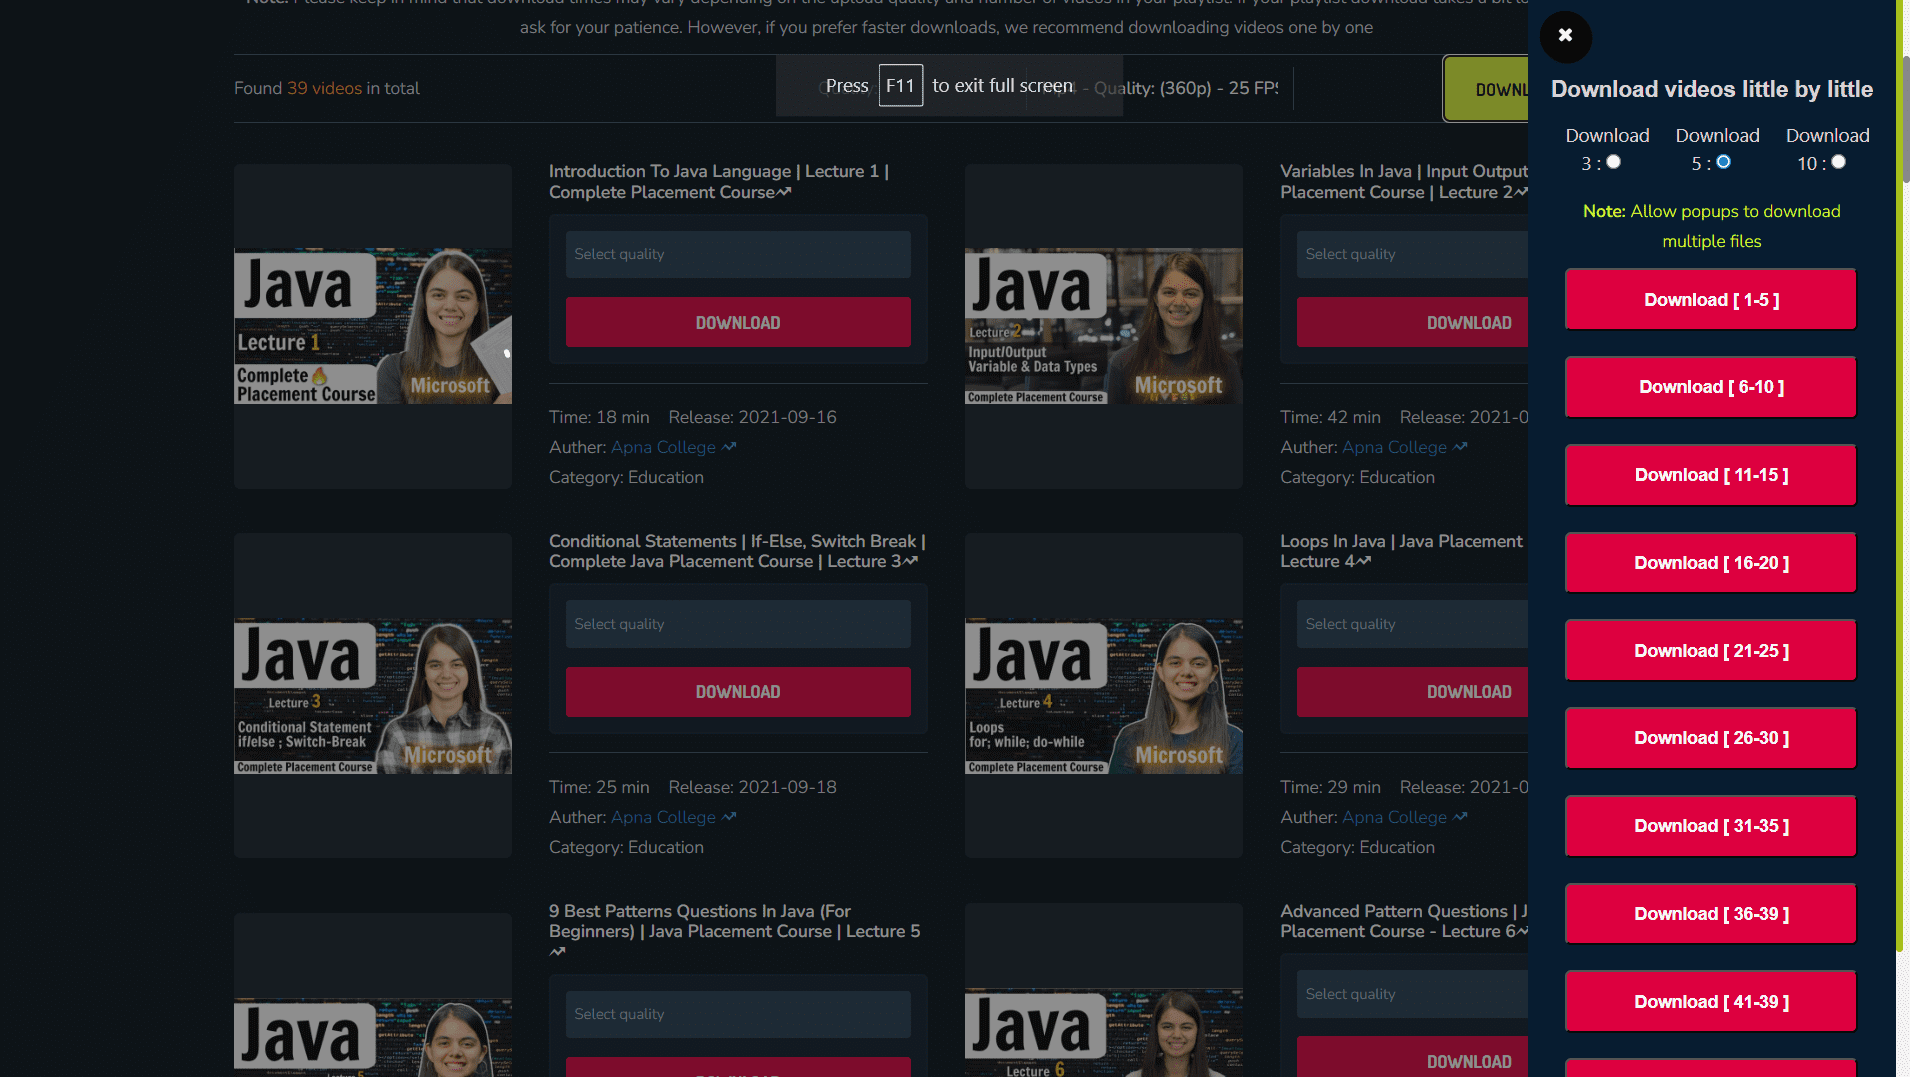 ask for your patience. However, if you prefer faster downloads, we recommend downloading videos one by one
Found 39 videos in total
Press F11 to exit full screen
- Quality: (360p) - 25 FPS
DOWNL
Introduction To Java Language | Lecture 1 |
Complete Placement Course
Select quality
DOWNLOAD
Java
Lecture 1
Complete
Placement Course
Microsoft
Time: 18 min Release: 2021-09-16
Auther: Apna College
Category: Education
Variables In Java | Input Output
Placement Course | Lecture 2
Select quality
DOWNLOAD
Java
Lecture 2
Input/Output
Variable & Data Types
Complete Placement Course
Microsoft
Time: 42 min Release: 2021-0
Auther: Apna College
Category: Education
Conditional Statements | If-Else, Switch Break |
Complete Java Placement Course | Lecture 3
Select quality
DOWNLOAD
Java
Lecture 3
Conditional Statement
if/else ; Switch-Break
Complete Placement Course
Microsoft
Time: 25 min Release: 2021-09-18
Auther: Apna College
Category: Education
Loops In Java | Java Placement
Lecture 4
Select quality
DOWNLOAD
Java
Lecture 4
Loops
for; while; do-while
Complete Placement Course
Microsoft
Time: 29 min Release: 2021-0
Auther: Apna College
Category: Education
9 Best Patterns Questions In Java (For
Beginners) | Java Placement Course | Lecture 5
Select quality
Java
Advanced Pattern Questions | J
Placement Course - Lecture 6
Select quality
DOWNLOAD
Java
Lecture 6
Download videos little by little
Download 3 :
Download 5 :
Download 10 :
Note: Allow popups to download
multiple files
Download [ 1-5 ]
Download [ 6-10 ]
Download [ 11-15 ]
Download [ 16-20 ]
Download [ 21-25 ]
Download [ 26-30 ]
Download [ 31-35 ]
Download [ 36-39 ]
Download [ 41-39 ]